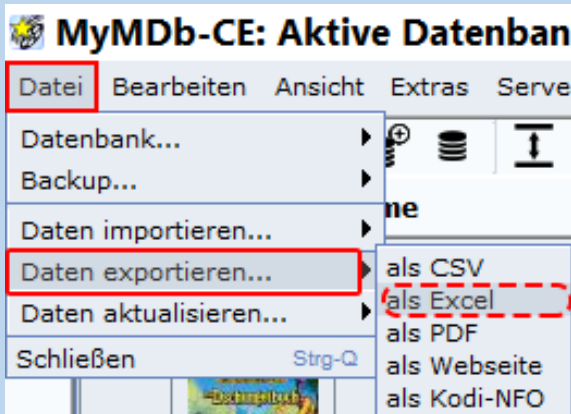 MyMDb-CE: Aktive Datenban
Datei Bearbeiten Ansicht Extras Serve
Datenbank...
Backup...
me
Daten importieren...
Daten exportieren...
als CSV
als Excel
Daten aktualisieren...
als PDF
Schließen Strg-Q
als Webseite
als Kodi-NFO
Dschungelbuch